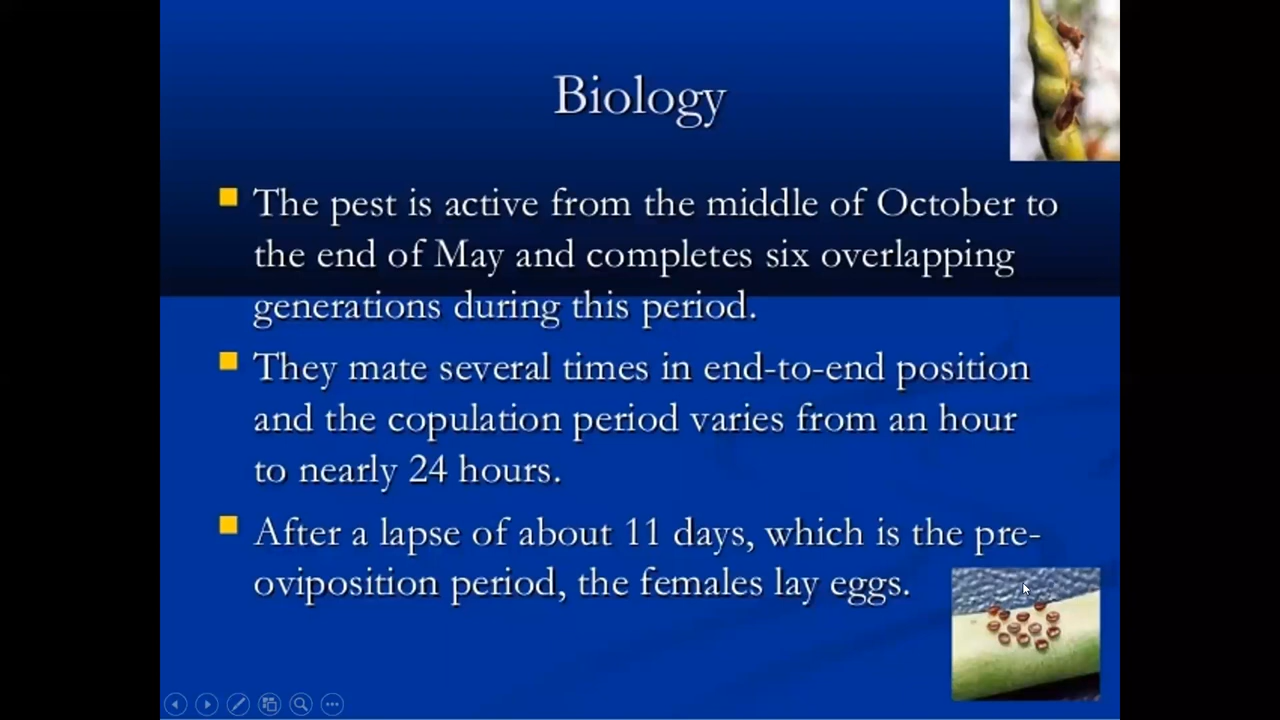 Biology
The pest is active from the middle of October to
the end of May and completes six overlapping
generations during this period.
They mate several times in end-to-end position
and the copulation period varies from an hour
to nearly 24 hours.
After a lapse of about 11 days, which is the pre-
oviposition period, the females lay eggs.